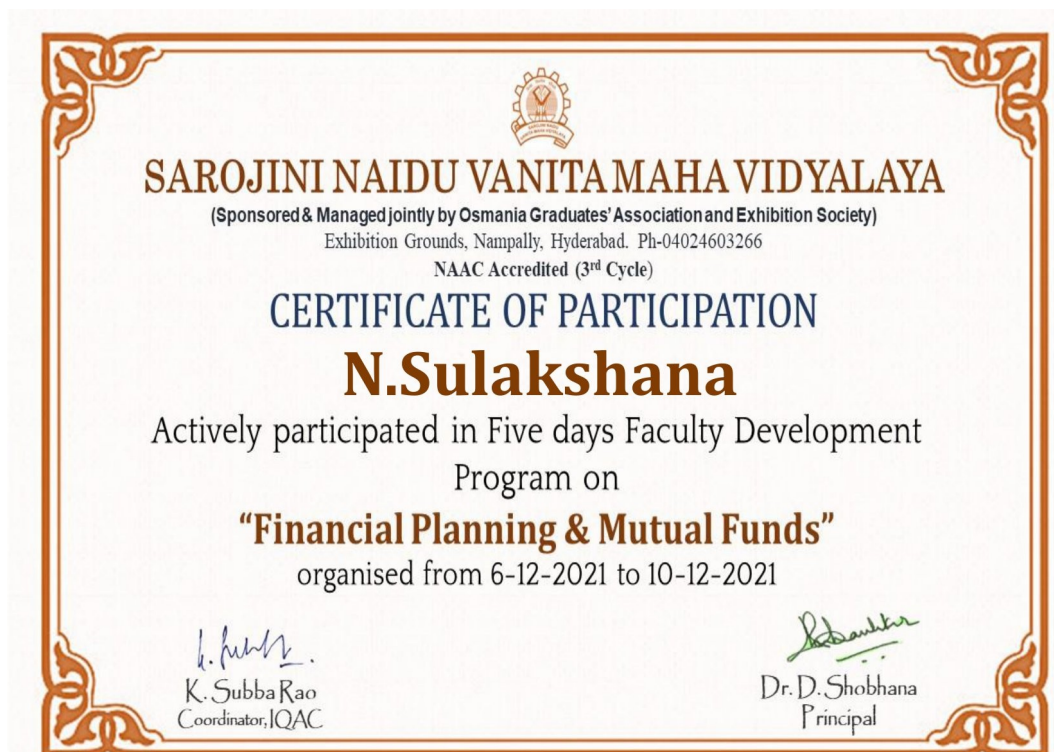 SAROJINI NAIDU VANITA MAHA VIDYALAYA
(Sponsored & Managed jointly by Osmania Graduates' Association and Exhibition Society)
Exhibition Grounds, Nampally, Hyderabad. Ph-04024603266
NAAC Accredited (3rd Cycle)
CERTIFICATE OF PARTICIPATION
N.Sulakshana
Actively participated in Five days Faculty Development
Program on
“Financial Planning & Mutual Funds”
organised from 6-12-2021 to 10-12-2021
K. Subba Rao
Coordinator, IQAC
Dr. D. Shobhana
Principal